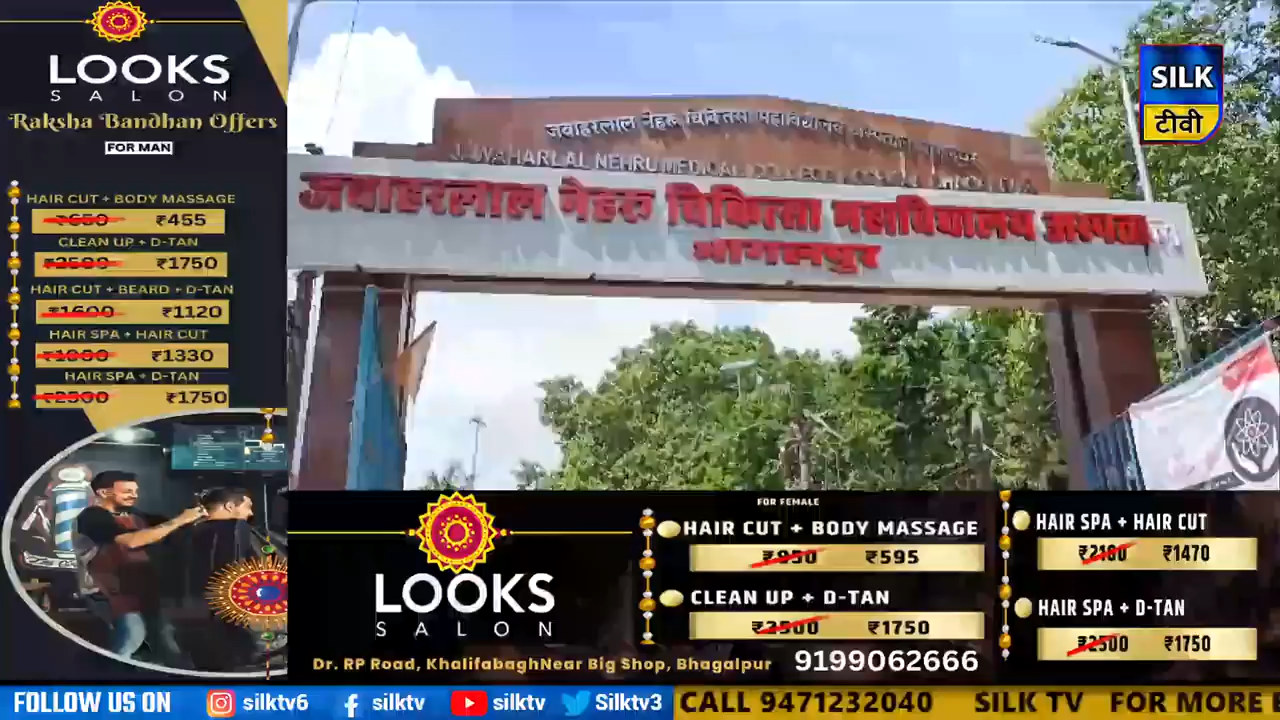 LOOKS
SALON
Raksha Bandhan Offers
FOR MAN
HAIR CUT + BODY MASSAGE
₹650 ₹455
CLEAN UP + D-TAN
₹2500 ₹1750
HAIR CUT + BEARD + D-TAN
₹1600 ₹1120
HAIR SPA + HAIR CUT
₹1330
HAIR SPA + D-TAN
₹2500 ₹1750
SILK
टीवी
जवाहरलाल नेहरू चिकित्सा महाविद्यालय
JAWAHARLAL NEHRU MEDICAL COLLEGE
जवाहरलाल नेहरू चिकित्सा महाविद्यालय अस्पताल
भागलपुर
LOOKS
SALON
Dr. RP Road, KhalifabaghNear Big Shop, Bhagalpur
9199062666
FOR FEMALE
HAIR CUT + BODY MASSAGE
₹850 ₹595
CLEAN UP + D-TAN
₹2500 ₹1750
HAIR SPA + HAIR CUT
₹2100 ₹1470
HAIR SPA + D-TAN
₹2500 ₹1750
FOLLOW US ON silktv6 silktv silktv Silktv3 CALL 9471232040 SILK TV FOR MORE